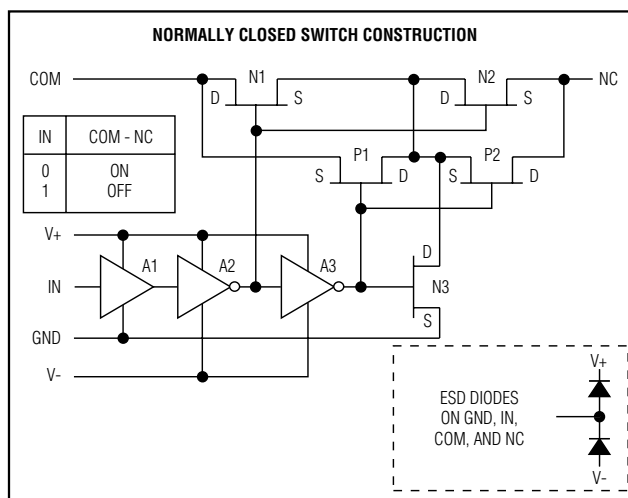 NORMALLY CLOSED SWITCH CONSTRUCTION
COM N1 N2 NC
D S D S
IN COM - NC
0 ON
1 OFF
P1 P2
S D S D
V+
A1 A2 A3 D
IN N3
GND S
V-
ESD DIODES
ON GND, IN,
COM, AND NC
V+
V-